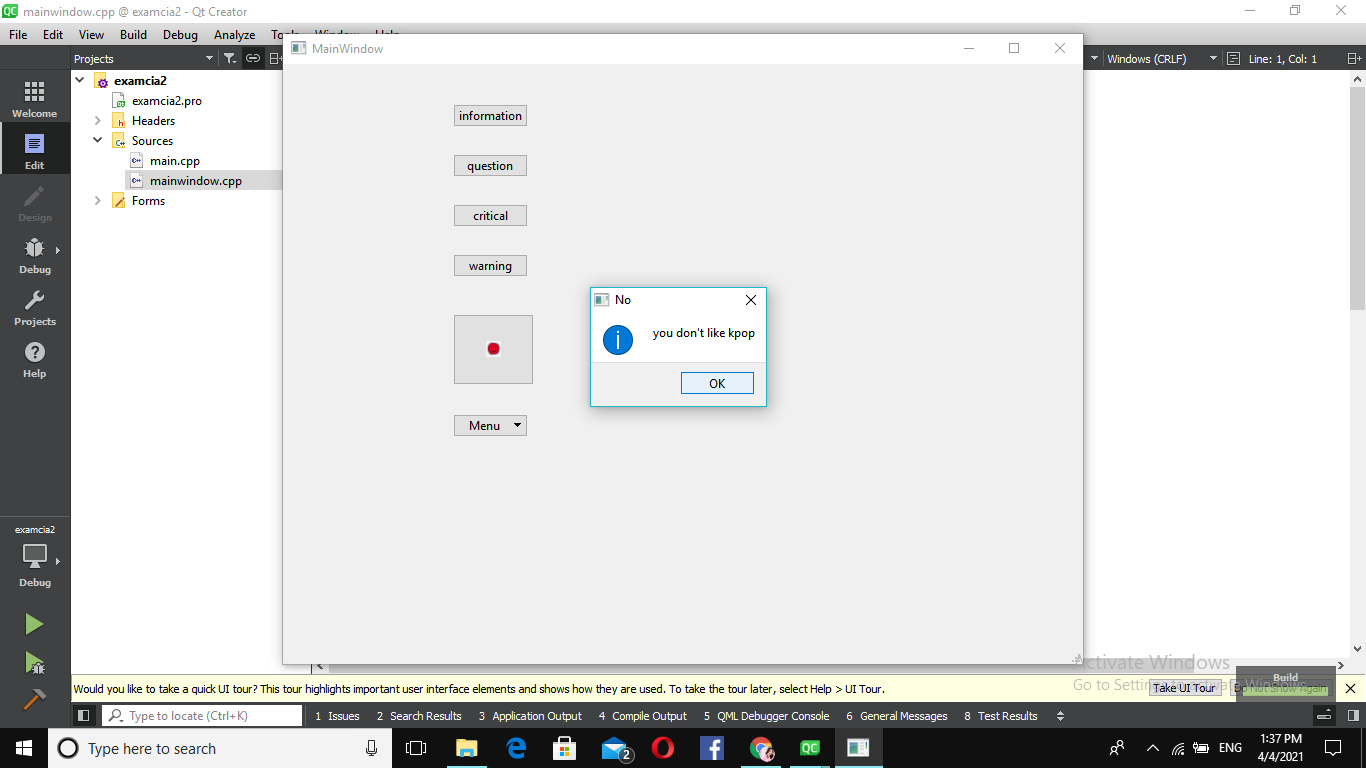 QC mainwindow.cpp @ examcia2 - Qt Creator
File Edit View Build Debug Analyze
MainWindow
Projects
Windows (CRLF) Line: 1, Col: 1
examcia2
examcia2.pro
Headers
Sources
main.cpp
mainwindow.cpp
Forms
Welcome
Edit
Design
Debug
Projects
Help
examcia2
Debug
information
question
critical
warning
Menu
No
you don't like kpop
OK
Activate Windows
Go to Settings to activate Windows.
Build
Would you like to take a quick UI tour? This tour highlights important user interface elements and shows how they are used. To take the tour later, select Help > UI Tour.
Take UI Tour Do Not Show Again
Type to locate (Ctrl+K) 1 Issues 2 Search Results 3 Application Output 4 Compile Output 5 QML Debugger Console 6 General Messages 8 Test Results
Type here to search
2
QC
ENG
1:37 PM
4/4/2021